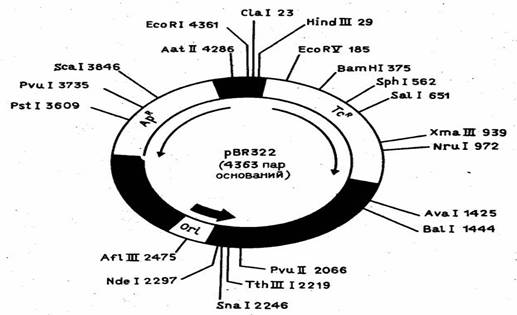 ClaI 23
EcoRI 4361
HindIII 29
AatII 4286
EcoRV 185
ScaI 3846
BamHI 375
PvuI 3735
SphI 562
PstI 3609
SalI 651
Apᴿ
Tcᴿ
XmaIII 939
NruI 972
pBR322
(4363 пар
оснований)
AvaI 1425
BalI 1444
Ori
AflIII 2475
PvuII 2066
NdeI 2297
TthIII I 2219
SnaI 2246